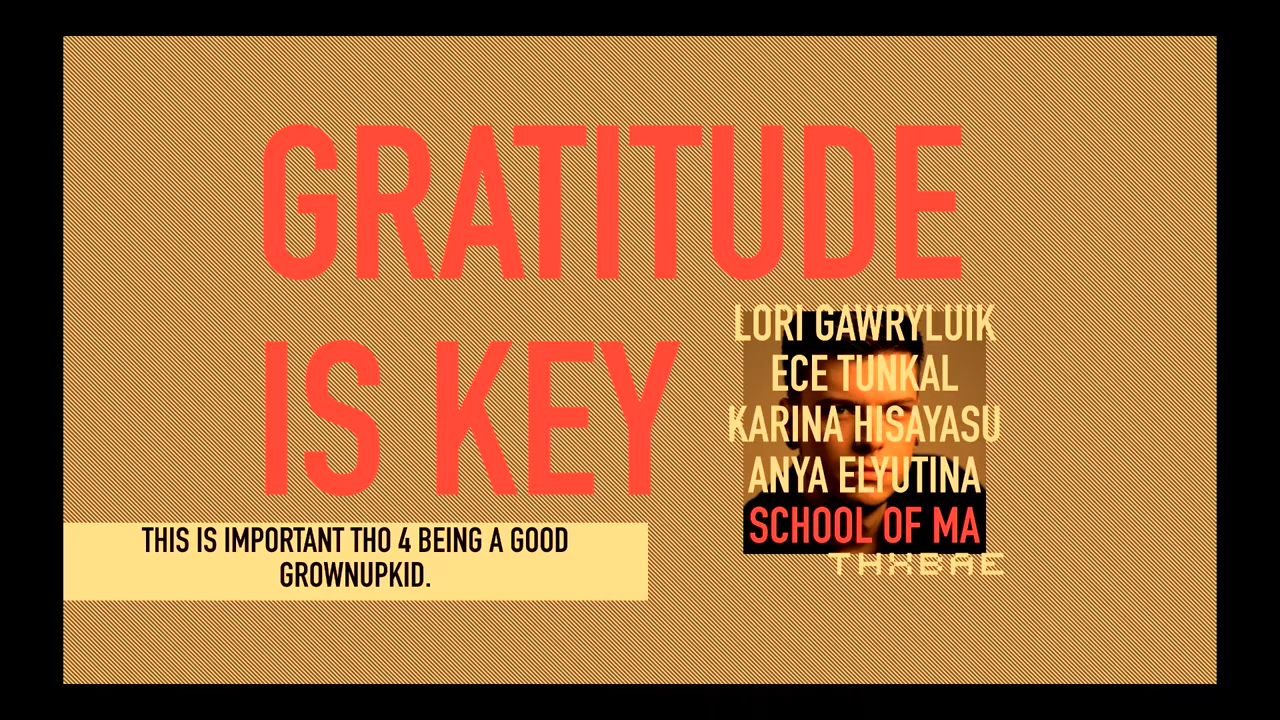 GRATITUDE
IS KEY
LORI GAWRYLUIK
ECE TUNKAL
KARINA HISAYASU
ANYA ELYUTINA
SCHOOL OF MA
THXBAE
THIS IS IMPORTANT THO 4 BEING A GOOD
GROWNUPKID.